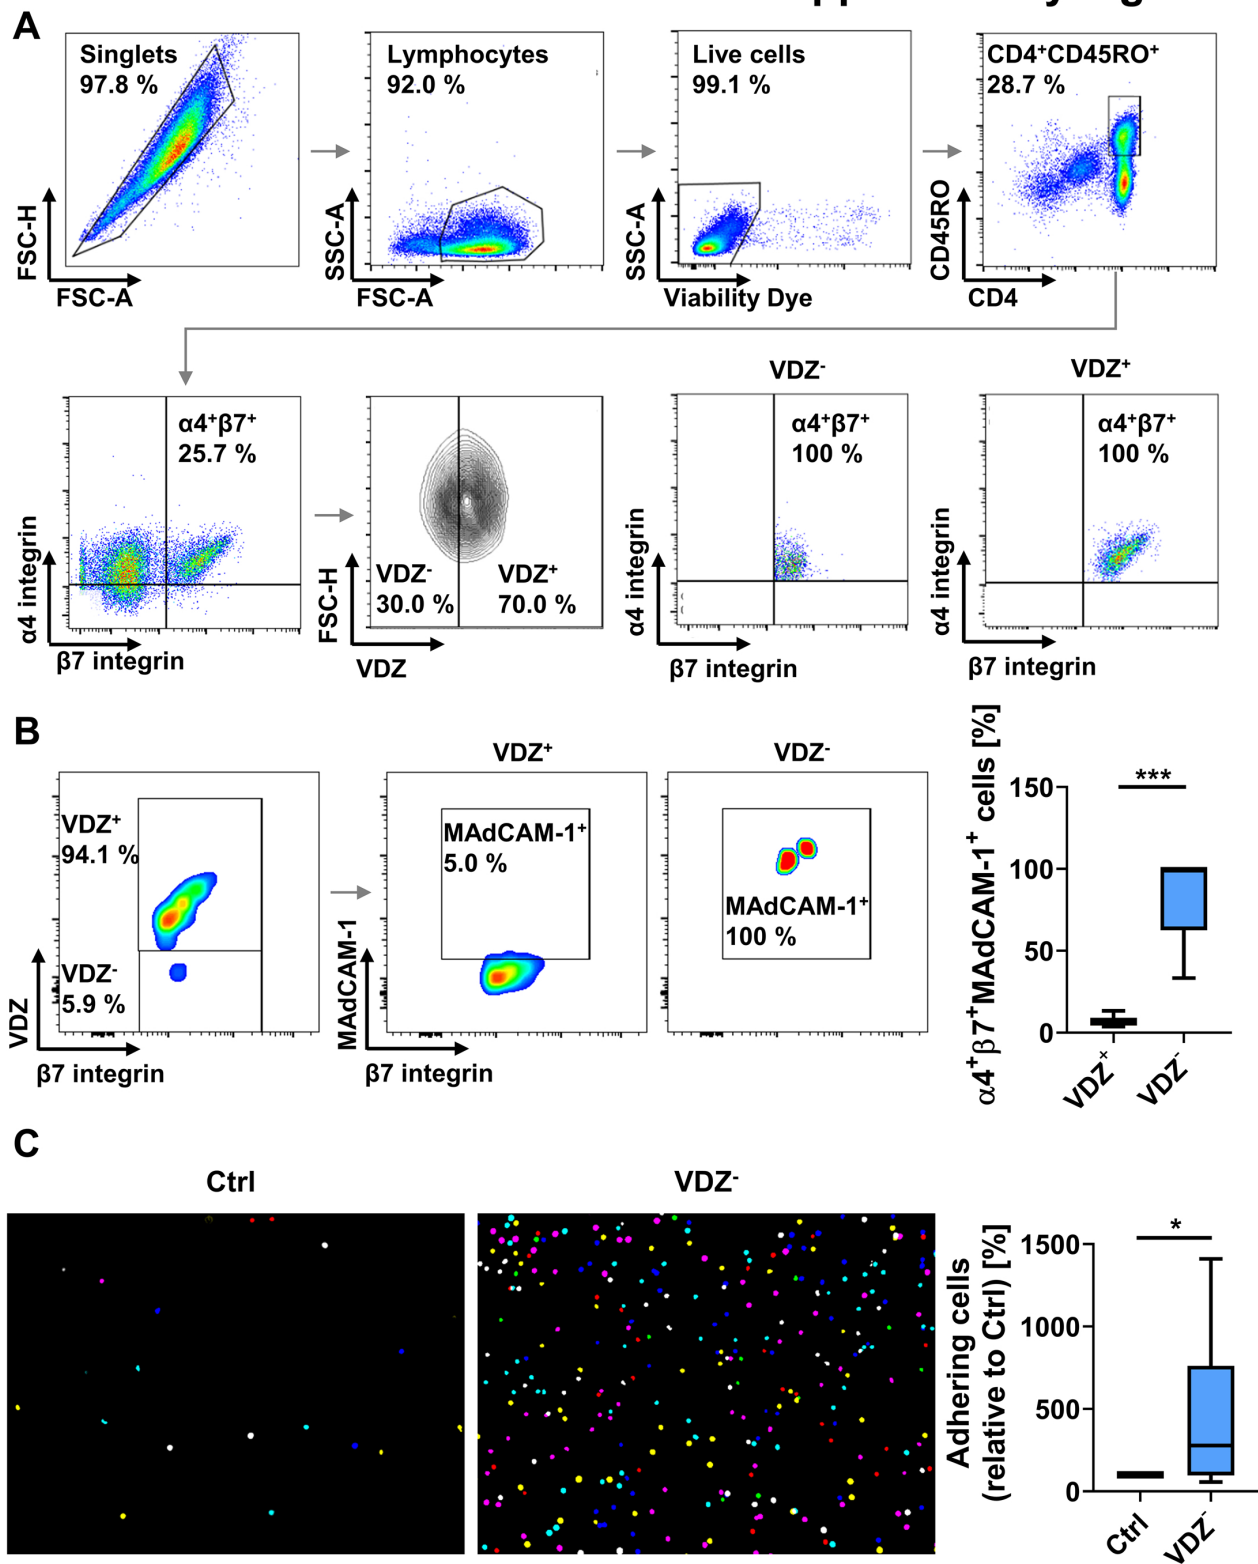 A
Singlets
97.8 %
FSC-H
FSC-A
Lymphocytes
92.0 %
SSC-A
FSC-A
Live cells
99.1 %
SSC-A
Viability Dye
CD4⁺CD45RO⁺
28.7 %
CD45RO
CD4
α4⁺β7⁺
25.7 %
α4 integrin
β7 integrin
VDZ⁻
30.0 %
VDZ⁺
70.0 %
FSC-H
VDZ
VDZ⁻
α4⁺β7⁺
100 %
α4 integrin
β7 integrin
VDZ⁺
α4⁺β7⁺
100 %
α4 integrin
β7 integrin
B
VDZ⁺
94.1 %
VDZ⁻
5.9 %
VDZ
β7 integrin
VDZ⁺
MAdCAM-1⁺
5.0 %
MAdCAM-1
β7 integrin
VDZ⁻
MAdCAM-1⁺
100 %
α4⁺β7⁺MAdCAM-1⁺ cells [%]
150
100
50
0
***
VDZ⁺
VDZ⁻
C
Ctrl
VDZ⁻
Adhering cells
(relative to Ctrl) [%]
1500
1000
500
0
*
Ctrl
VDZ⁻